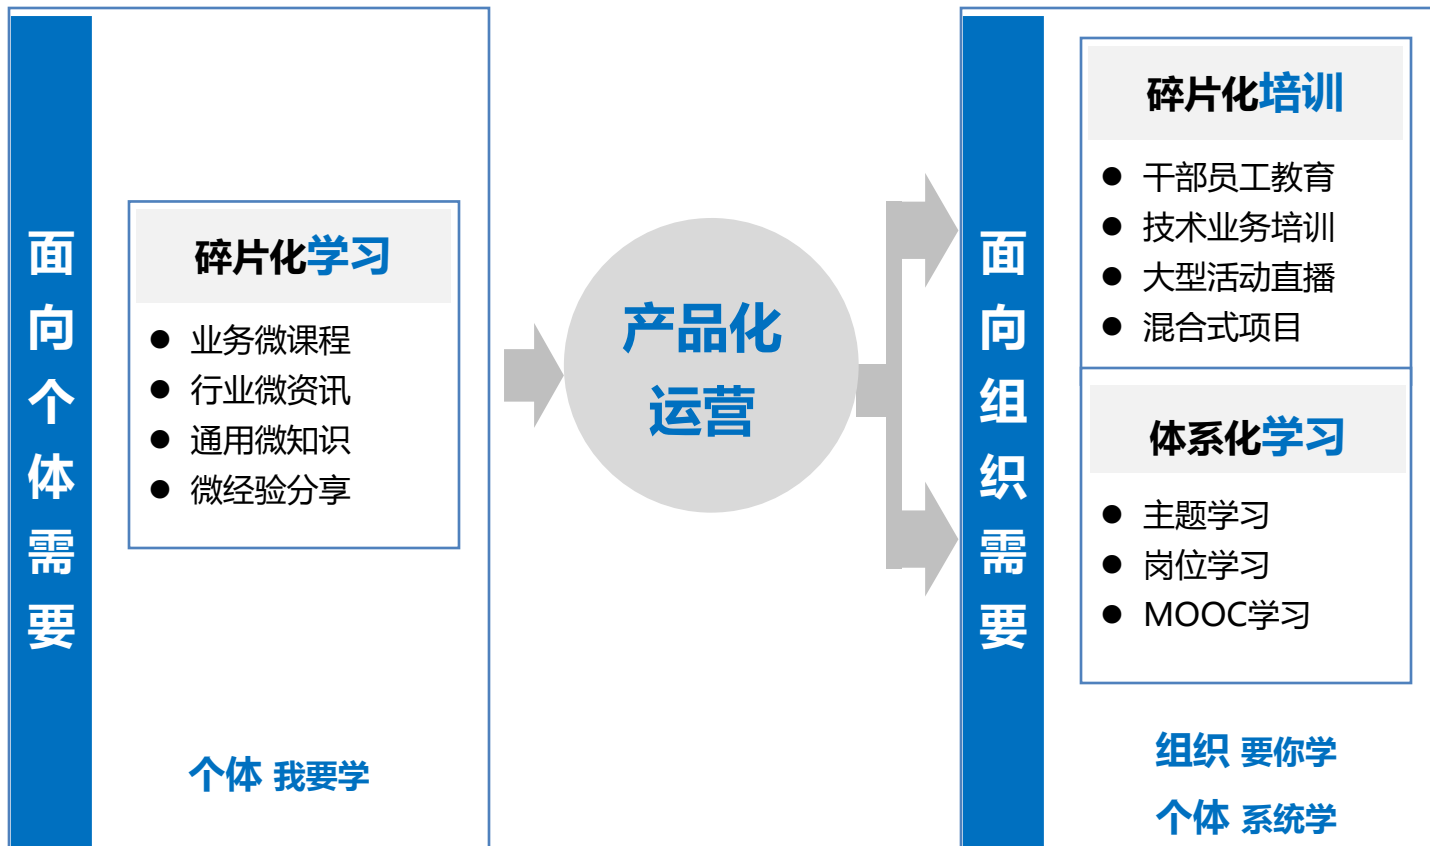 面向个体需要
碎片化学习
业务微课程
行业微资讯
通用微知识
微经验分享
个体 我要学
产品化
运营
面向组织需要
碎片化培训
干部员工教育
技术业务培训
大型活动直播
混合式项目
体系化学习
主题学习
岗位学习
MOOC学习
组织 要你学
个体 系统学